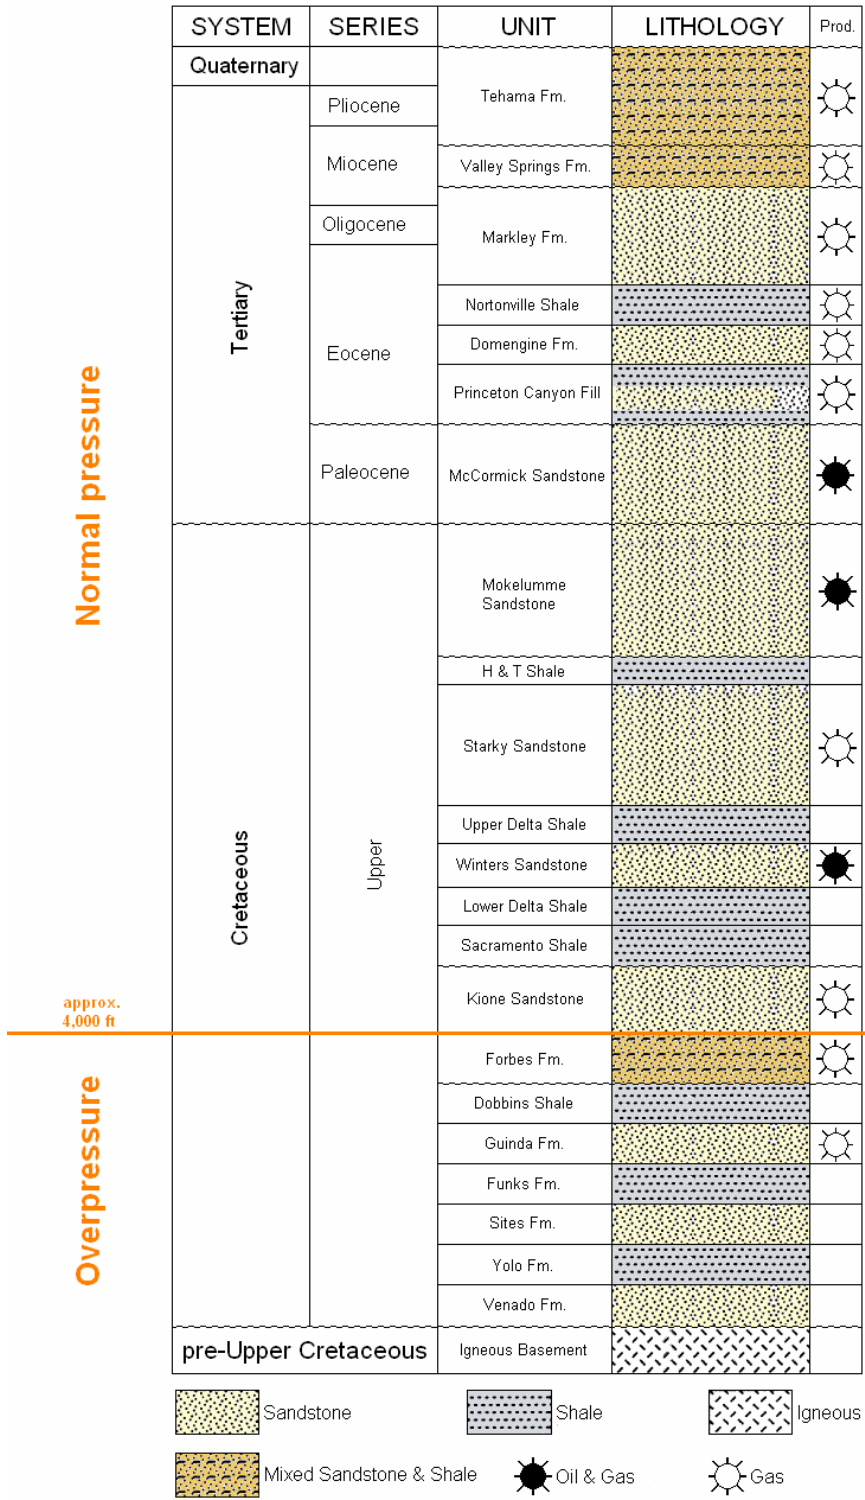 SYSTEM SERIES UNIT LITHOLOGY Prod.
Quaternary
Tehama Fm.
Pliocene
Miocene
Valley Springs Fm.
Oligocene
Markley Fm.
Tertiary
Nortonville Shale
Eocene
Domengine Fm.
Princeton Canyon Fill
Normal pressure
Paleocene
McCormick Sandstone
Mokelumme
Sandstone
H & T Shale
Starky Sandstone
Upper Delta Shale
Cretaceous
Upper
Winters Sandstone
Lower Delta Shale
Sacramento Shale
Kione Sandstone
approx.
4,000 ft
Forbes Fm.
Overpressure
Dobbins Shale
Guinda Fm.
Funks Fm.
Sites Fm.
Yolo Fm.
Venado Fm.
pre-Upper Cretaceous Igneous Basement
Sandstone Shale Igneous
Mixed Sandstone & Shale Oil & Gas Gas